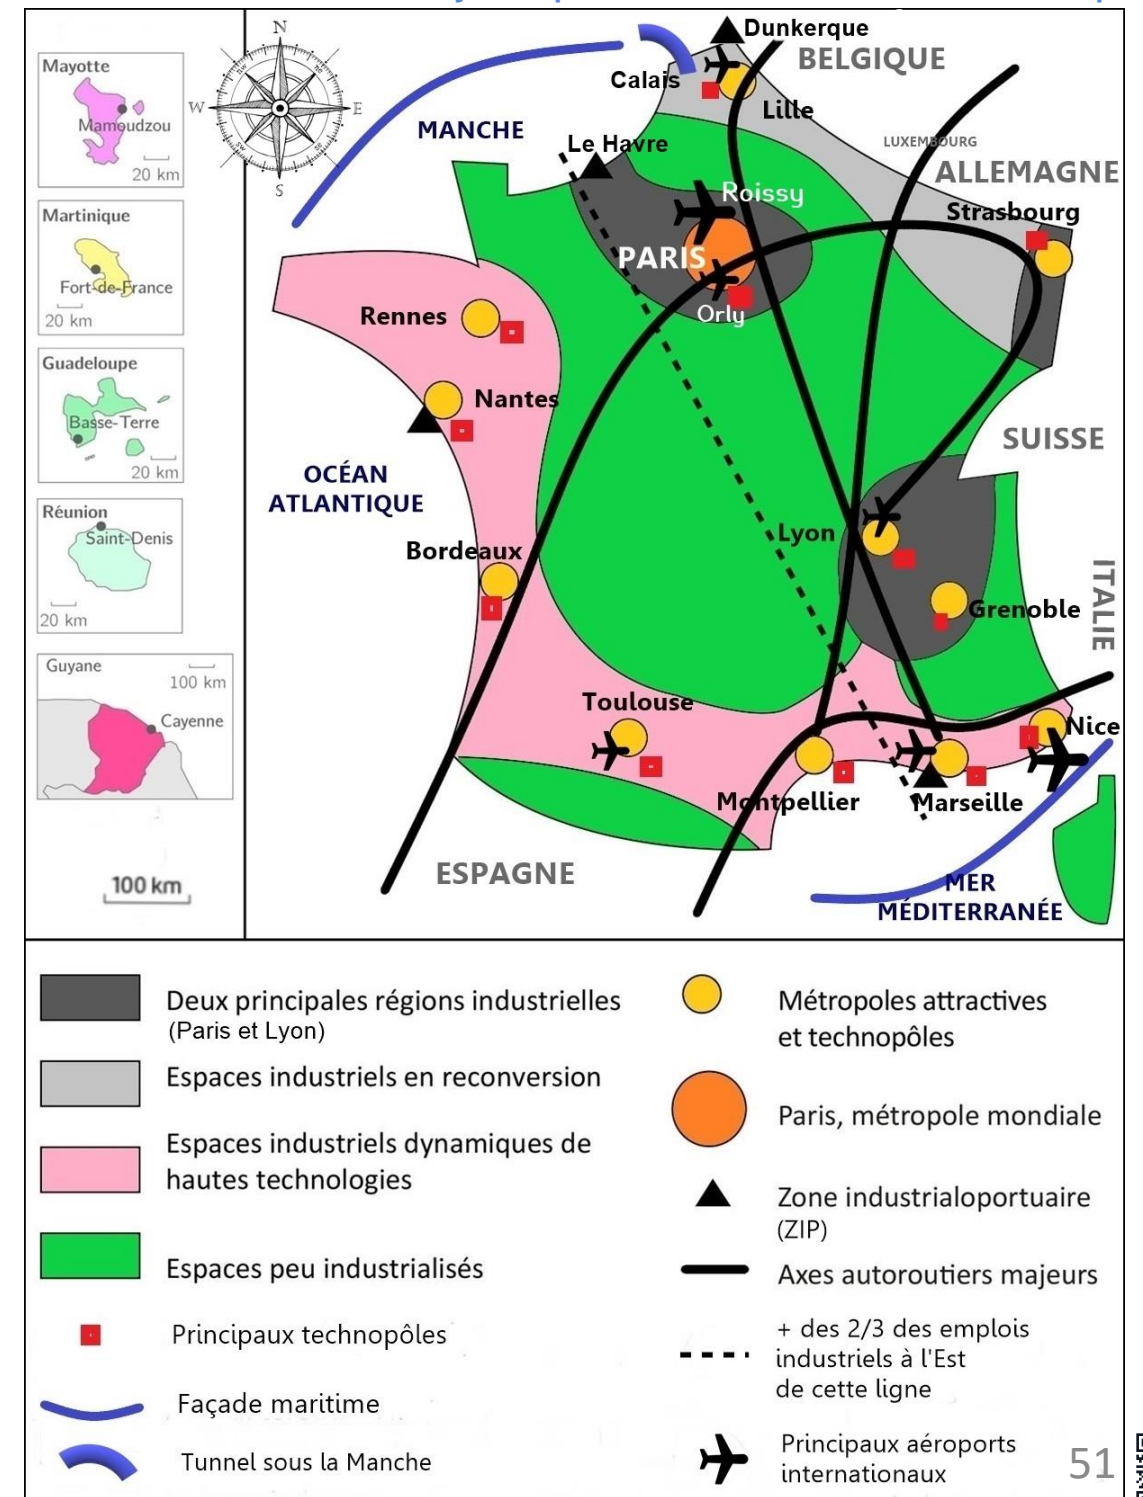 Mayotte
Mamoudzou
20 km
Martinique
Fort-de-France
20 km
Guadeloupe
Basse-Terre
20 km
Réunion
Saint-Denis
20 km
Guyane
100 km
Cayenne
100 km
N
W
E
S
Dunkerque
BELGIQUE
Calais
Lille
MANCHE
Le Havre
LUXEMBOURG
ALLEMAGNE
Roissy
Strasbourg
PARIS
Orly
Rennes
Nantes
SUISSE
OCÉAN
ATLANTIQUE
Lyon
Bordeaux
ITALIE
Grenoble
Toulouse
Nice
Montpellier
Marseille
ESPAGNE
MER
MÉDITERRANÉE
Deux principales régions industrielles
(Paris et Lyon)
Espaces industriels en reconversion
Espaces industriels dynamiques de
hautes technologies
Espaces peu industrialisés
Principaux technopôles
Façade maritime
Tunnel sous la Manche
Métropoles attractives
et technopôles
Paris, métropole mondiale
Zone industrialoportuaire
(ZIP)
Axes autoroutiers majeurs
+ des 2/3 des emplois
industriels à l'Est
de cette ligne
Principaux aéroports
internationaux
51